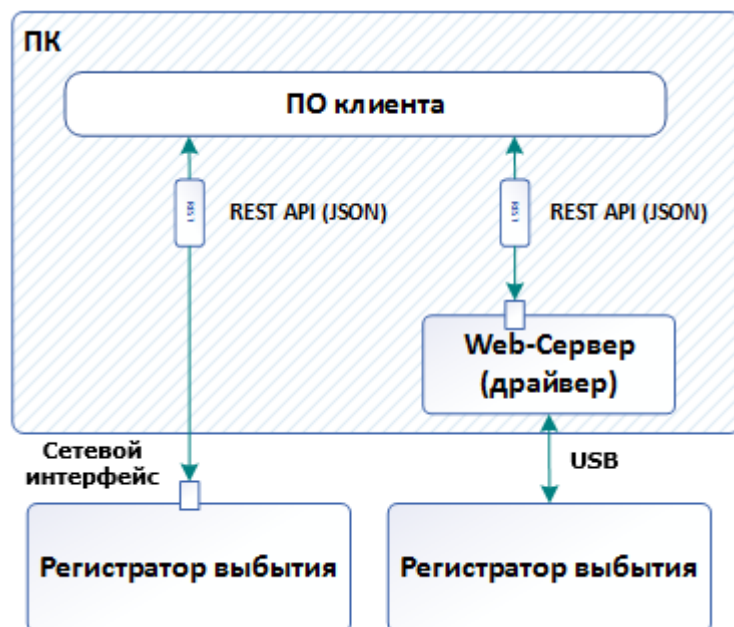 ПК
ПО клиента
REST API (JSON)
REST API (JSON)
Web-Сервер
(драйвер)
Сетевой
интерфейс
USB
Регистратор выбытия
Регистратор выбытия